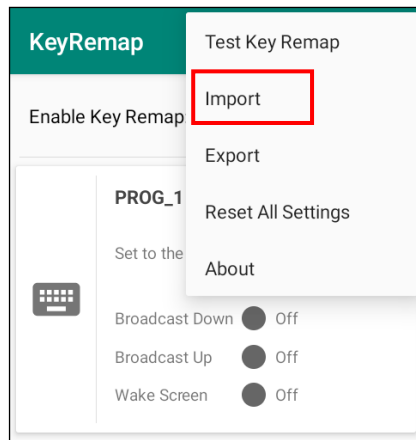 KeyRemap
Test Key Remap
Import
Enable Key Remap
Export
PROG_1
Reset All Settings
Set to the
About
Broadcast Down Off
Broadcast Up Off
Wake Screen Off